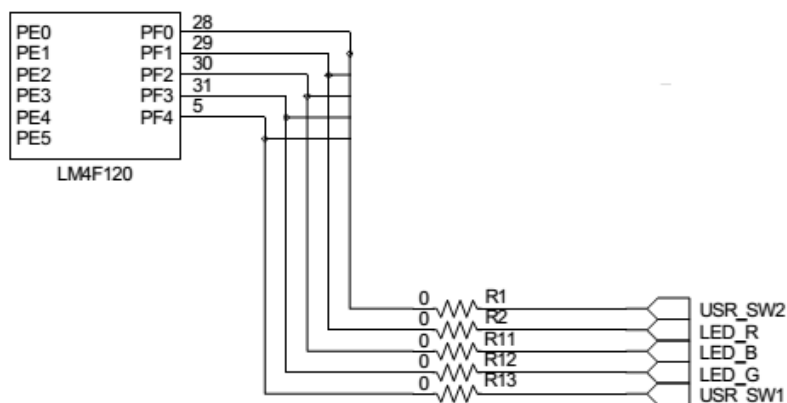 PE0 PF0 28
PE1 PF1 29
PE2 PF2 30
PE3 PF3 31
PE4 PF4 5
PE5
LM4F120
0 R1 USR_SW2
0 R2 LED_R
0 R11 LED_B
0 R12 LED_G
0 R13 USR_SW1